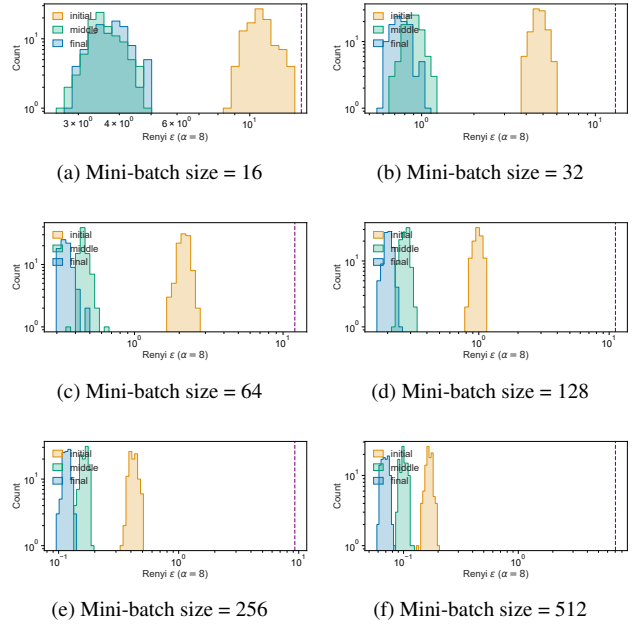 initial
middle
final
Count
10¹
10⁰
3 × 10⁰ 4 × 10⁰ 6 × 10⁰ 10¹
Renyi ε (α = 8)
(a) Mini-batch size = 16
initial
middle
final
Count
10¹
10⁰
10⁰ 10¹
Renyi ε (α = 8)
(b) Mini-batch size = 32
initial
middle
final
Count
10¹
10⁰
10⁰ 10¹
Renyi ε (α = 8)
(c) Mini-batch size = 64
initial
middle
final
Count
10¹
10⁰
10⁰ 10¹
Renyi ε (α = 8)
(d) Mini-batch size = 128
initial
middle
final
Count
10¹
10⁰
10⁻¹ 10⁰ 10¹
Renyi ε (α = 8)
(e) Mini-batch size = 256
initial
middle
final
Count
10¹
10⁰
10⁻¹ 10⁰
Renyi ε (α = 8)
(f) Mini-batch size = 512